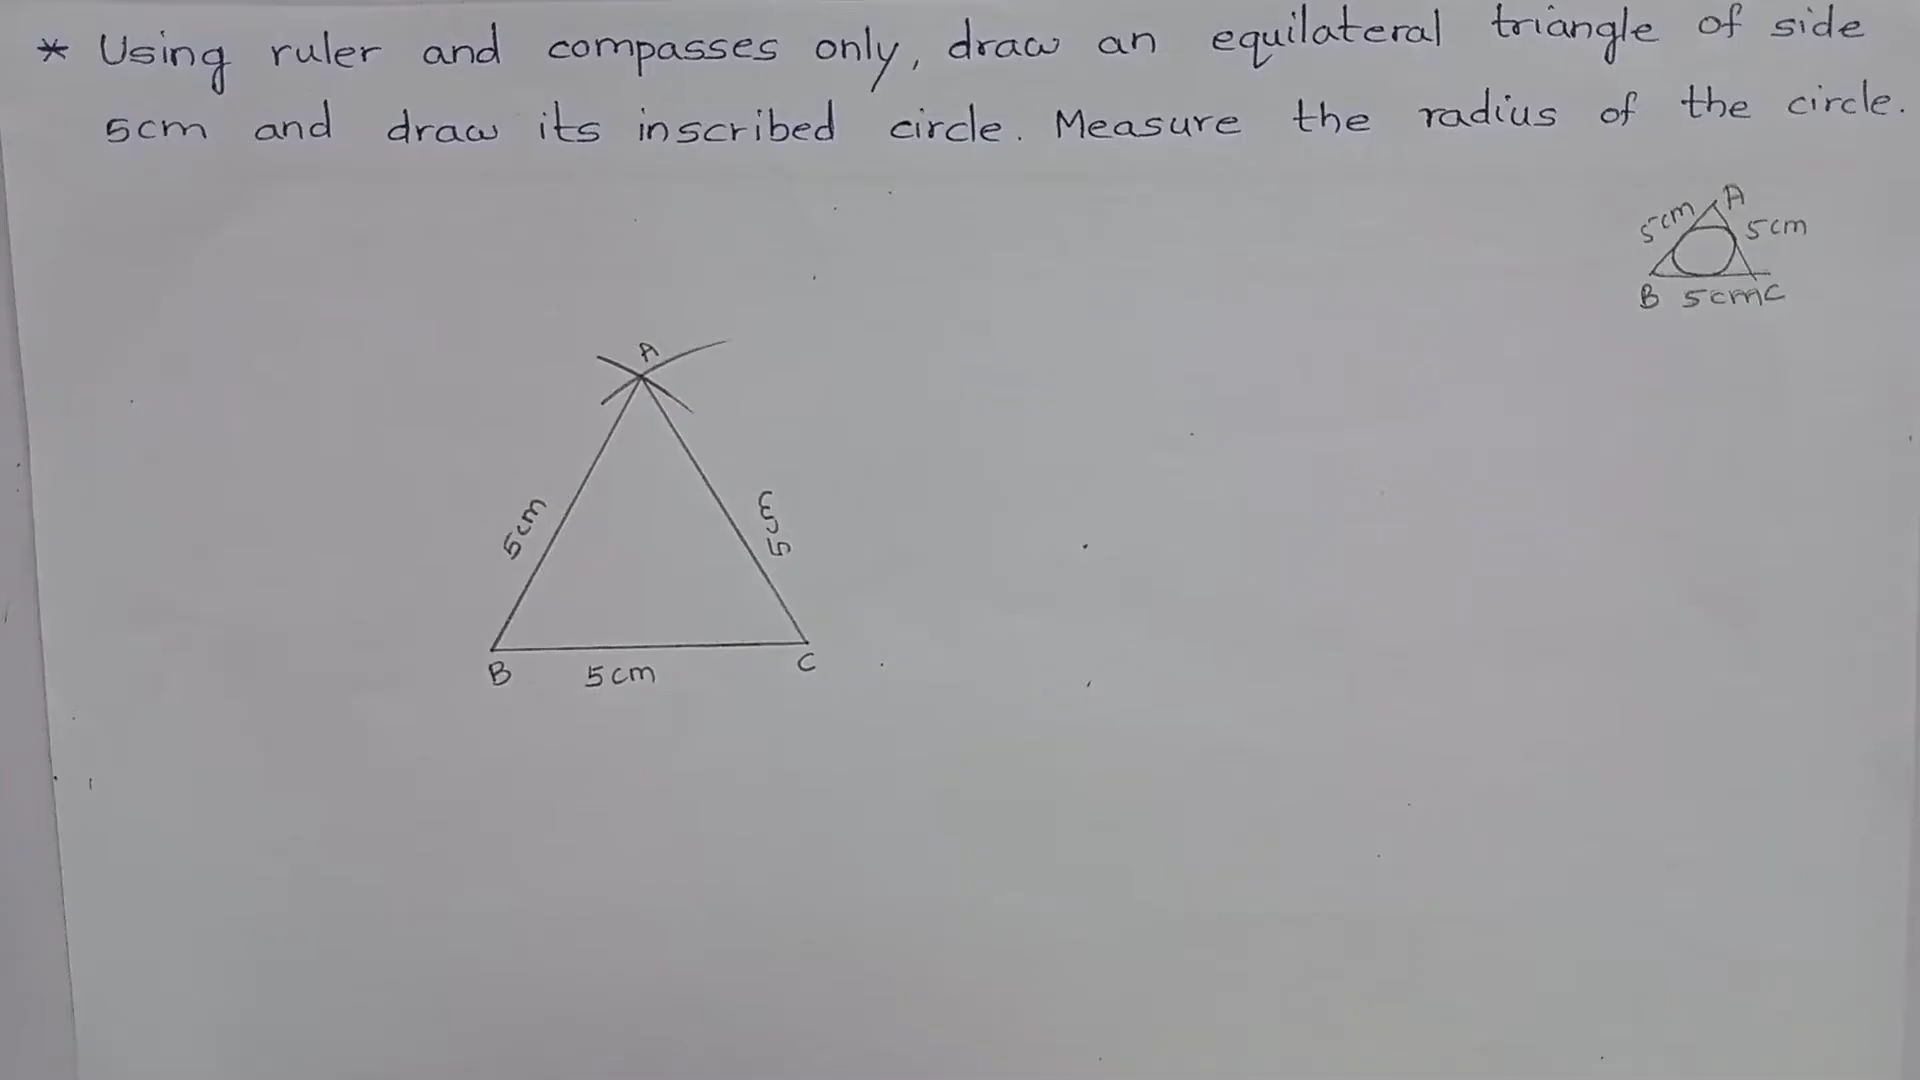 * Using ruler and compasses only, draw an equilateral triangle of side
5cm and draw its inscribed circle. Measure the radius of the circle.
A
5cm
5cm
B 5cm C
A
5cm
5cm
B
5cm
C